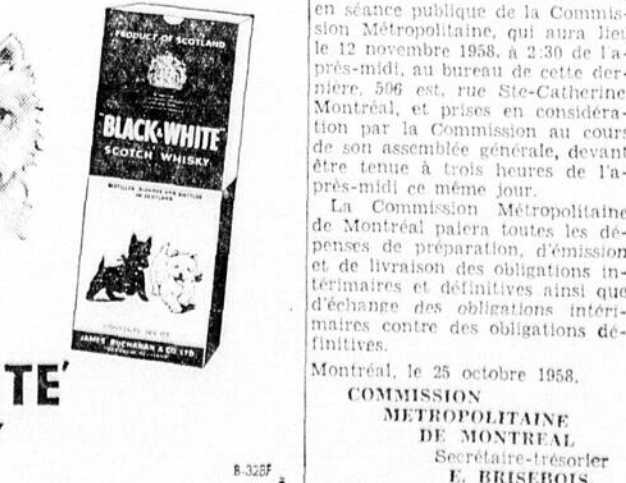 PRODUCT OF SCOTLAND
BLACK & WHITE
SCOTCH WHISKY
DISTILLED, BLENDED AND BOTTLED
IN SCOTLAND
JAMES BUCHANAN & CO. LTD.
TE
B-328F
en séance publique de la Commis-
sion Métropolitaine, qui aura lieu
le 12 novembre 1958, à 2:30 de l'a-
près-midi, au bureau de cette der-
nière, 506 est, rue Ste-Catherine
Montréal, et prises en considéra-
tion par la Commission au cours
de son assemblée générale, devant
être tenue à trois heures de l'a-
près-midi ce même jour.
La Commission Métropolitaine
de Montréal paiera toutes les dé-
penses de préparation, d'émission
et de livraison des obligations in-
térimaires et définitives ainsi que
d'échange des obligations intéri-
maires contre des obligations dé-
finitives.
Montréal, le 25 octobre 1958,
COMMISSION
METROPOLITAINE
DE MONTREAL
Secrétaire-trésorier
E. BRISEBOIS